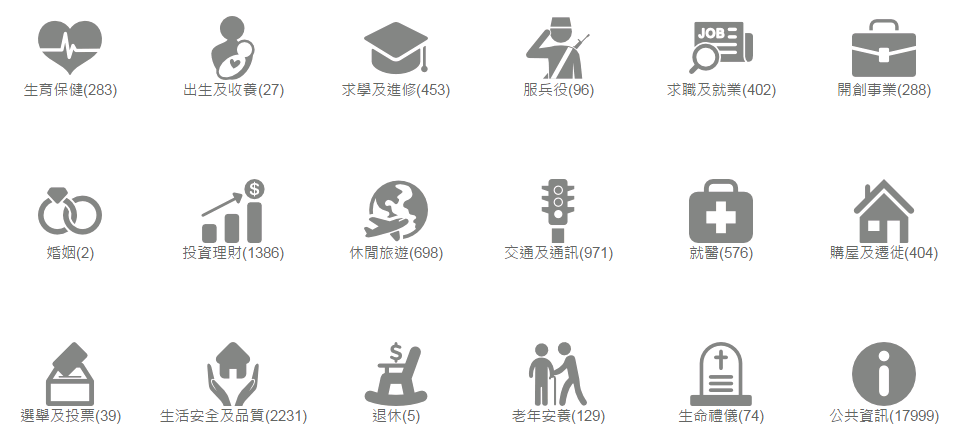 JOB
生育保健(283)
出生及收養(27)
求學及進修(453)
服兵役(96)
求職及就業(402)
開創事業(288)
$
婚姻(2)
投資理財(1386)
休閒旅遊(698)
交通及通訊(971)
就醫(576)
購屋及遷徙(404)
$
選舉及投票(39)
生活安全及品質(2231)
退休(5)
老年安養(129)
生命禮儀(74)
公共資訊(17999)